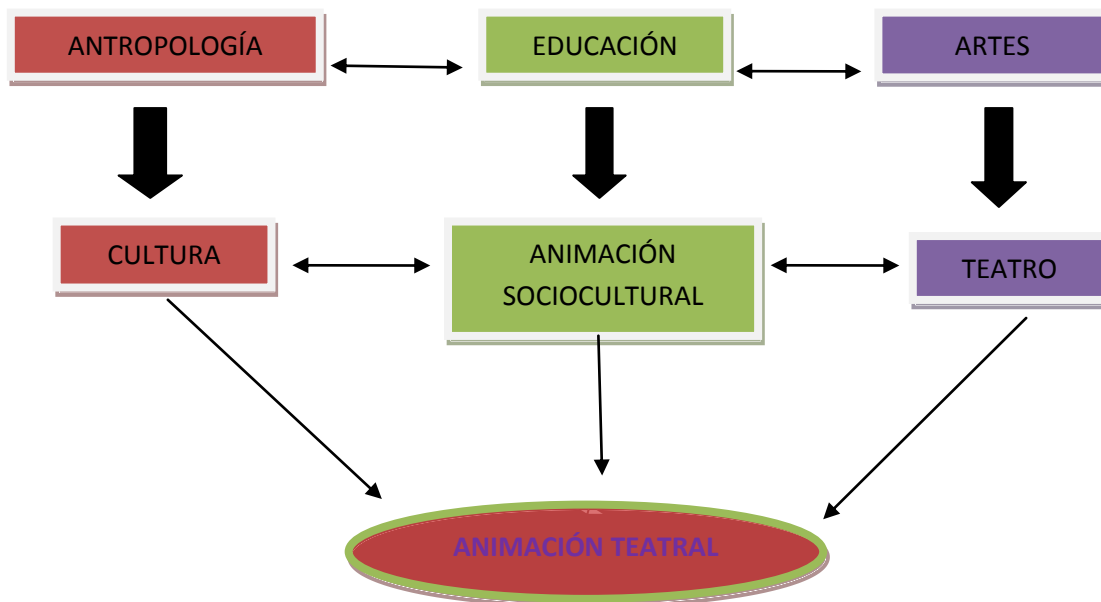 ANTROPOLOGÍA
EDUCACIÓN
ARTES
CULTURA
ANIMACIÓN
SOCIOCULTURAL
TEATRO
ANIMACIÓN TEATRAL